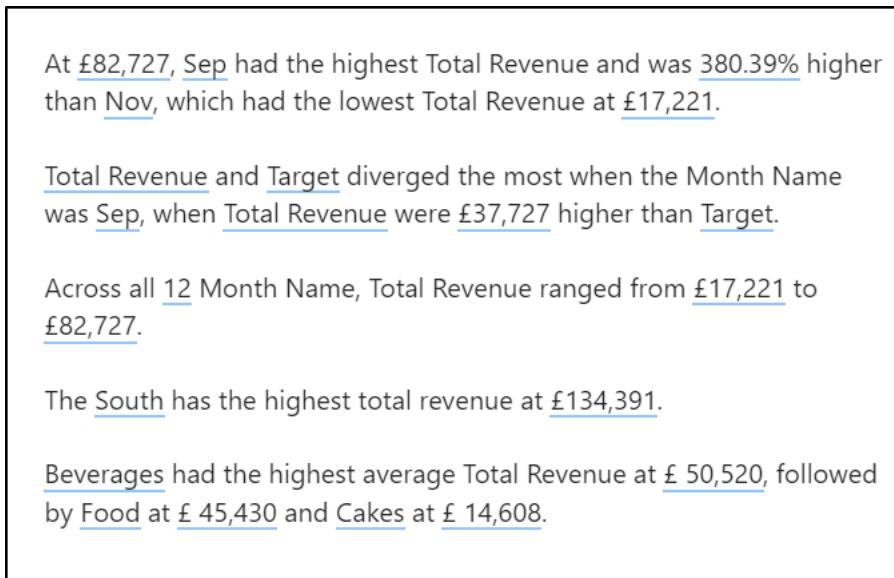 At £82,727, Sep had the highest Total Revenue and was 380.39% higher
than Nov, which had the lowest Total Revenue at £17,221.
Total Revenue and Target diverged the most when the Month Name
was Sep, when Total Revenue were £37,727 higher than Target.
Across all 12 Month Name, Total Revenue ranged from £17,221 to
£82,727.
The South has the highest total revenue at £134,391.
Beverages had the highest average Total Revenue at £ 50,520, followed
by Food at £ 45,430 and Cakes at £ 14,608.